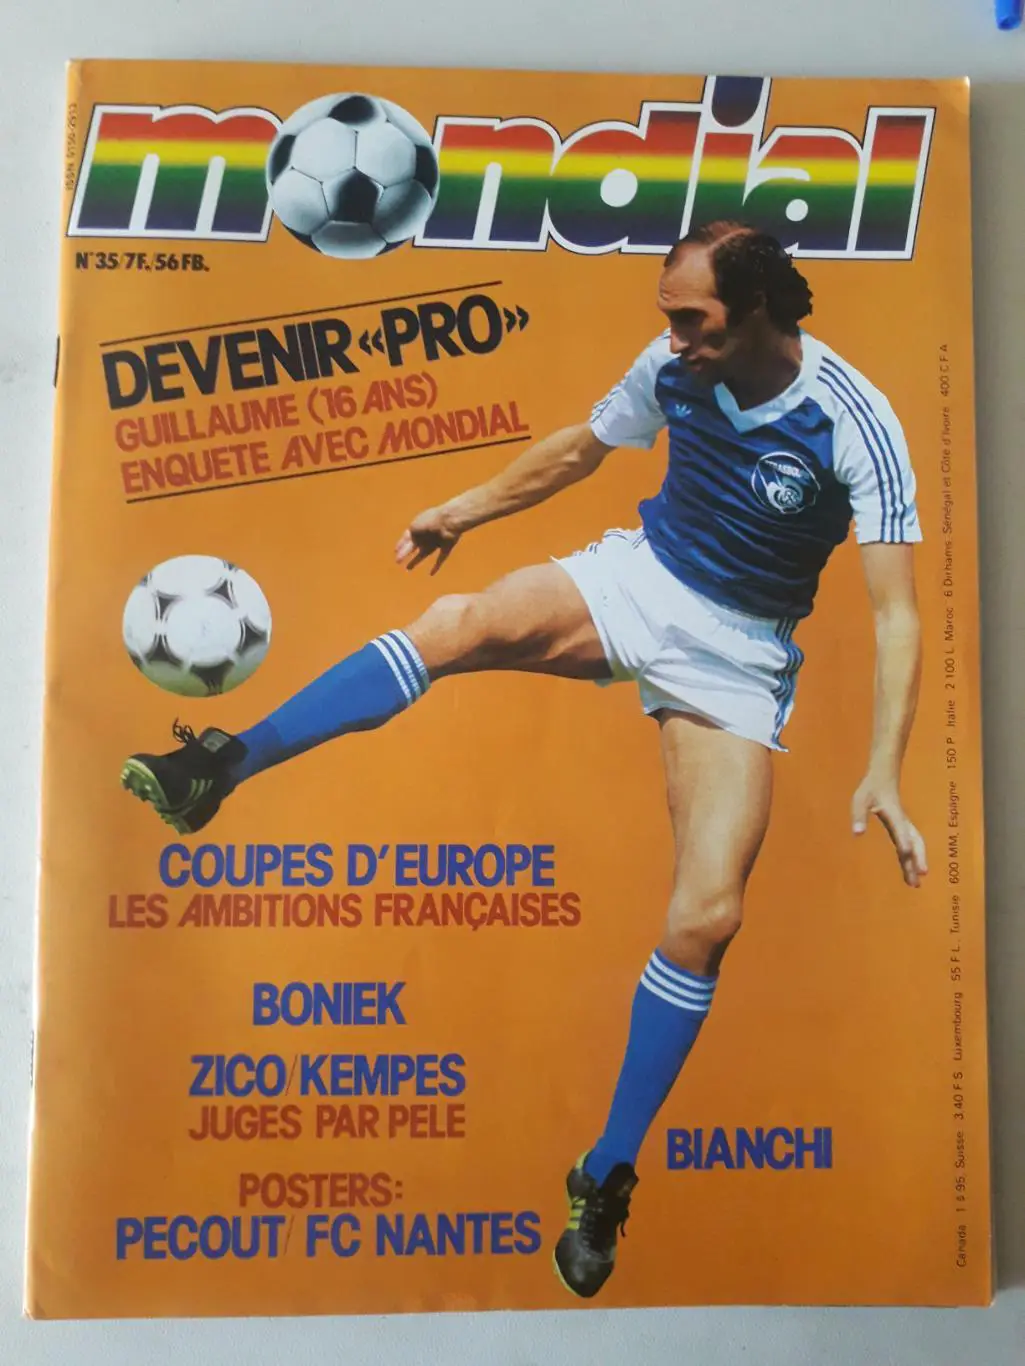 mondial
ISSN 0150-2913
N°35/7F./56FB.
DEVENIR «PRO»
GUILLAUME (16 ANS)
ENQUETE AVEC MONDIAL
COUPES D'EUROPE
LES AMBITIONS FRANÇAISES
BONIEK
ZICO/KEMPES
JUGES PAR PELE
BIANCHI
POSTERS:
PECOUT/FC NANTES
Canada 1 $ 95, Suisse 3,40 F S Luxembourg 55 F L. Tunisie 600 MM, Espagne 150 P Italie 2 100 L Maroc 6 Dirhams Sénégal et Côte d'Ivoire 400 C F A